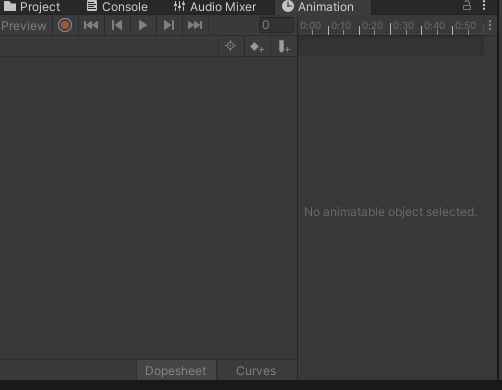 Project Console Audio Mixer Animation
Preview 0 0:00 0:10 0:20 0:30 0:40 0:50
No animatable object selected.
Dopesheet Curves